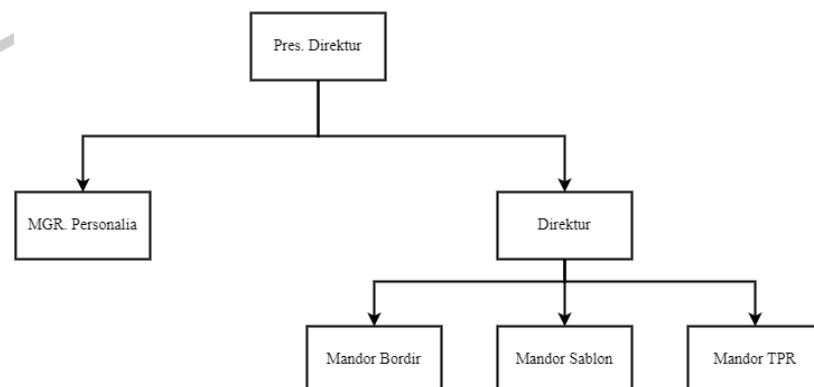 Pres. Direktur
MGR. Personalia
Direktur
Mandor Bordir
Mandor Sablon
Mandor TPR